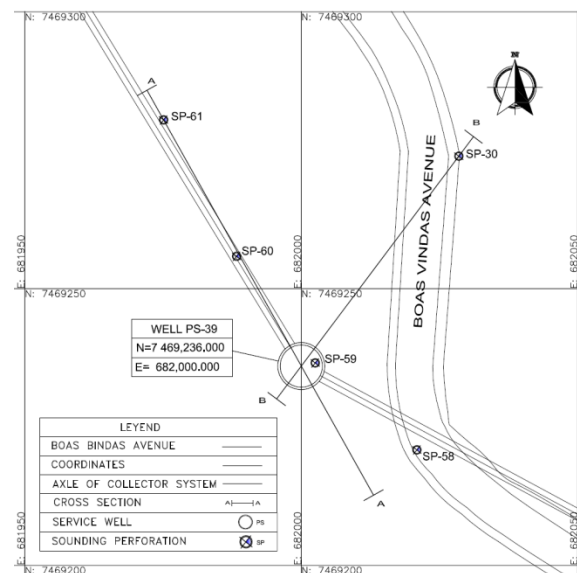 N: 7469300
N: 7469300
N
A
SP-61
B
SP-30
BOAS VINDAS AVENUE
SP-60
E: 681950
E: 682000
E: 682050
N: 7469250
N: 7469250
WELL PS-39
N=7 469,236,000
E= 682,000.000
SP-59
B
LEYEND
BOAS BINDAS AVENUE
COORDINATES
AXLE OF COLLECTOR SYSTEM
CROSS SECTION A A
SERVICE WELL PS
SOUNDING PERFORATION SP
SP-58
A
E: 681950
E: 682000
E: 682050
N: 7469200
N: 7469200